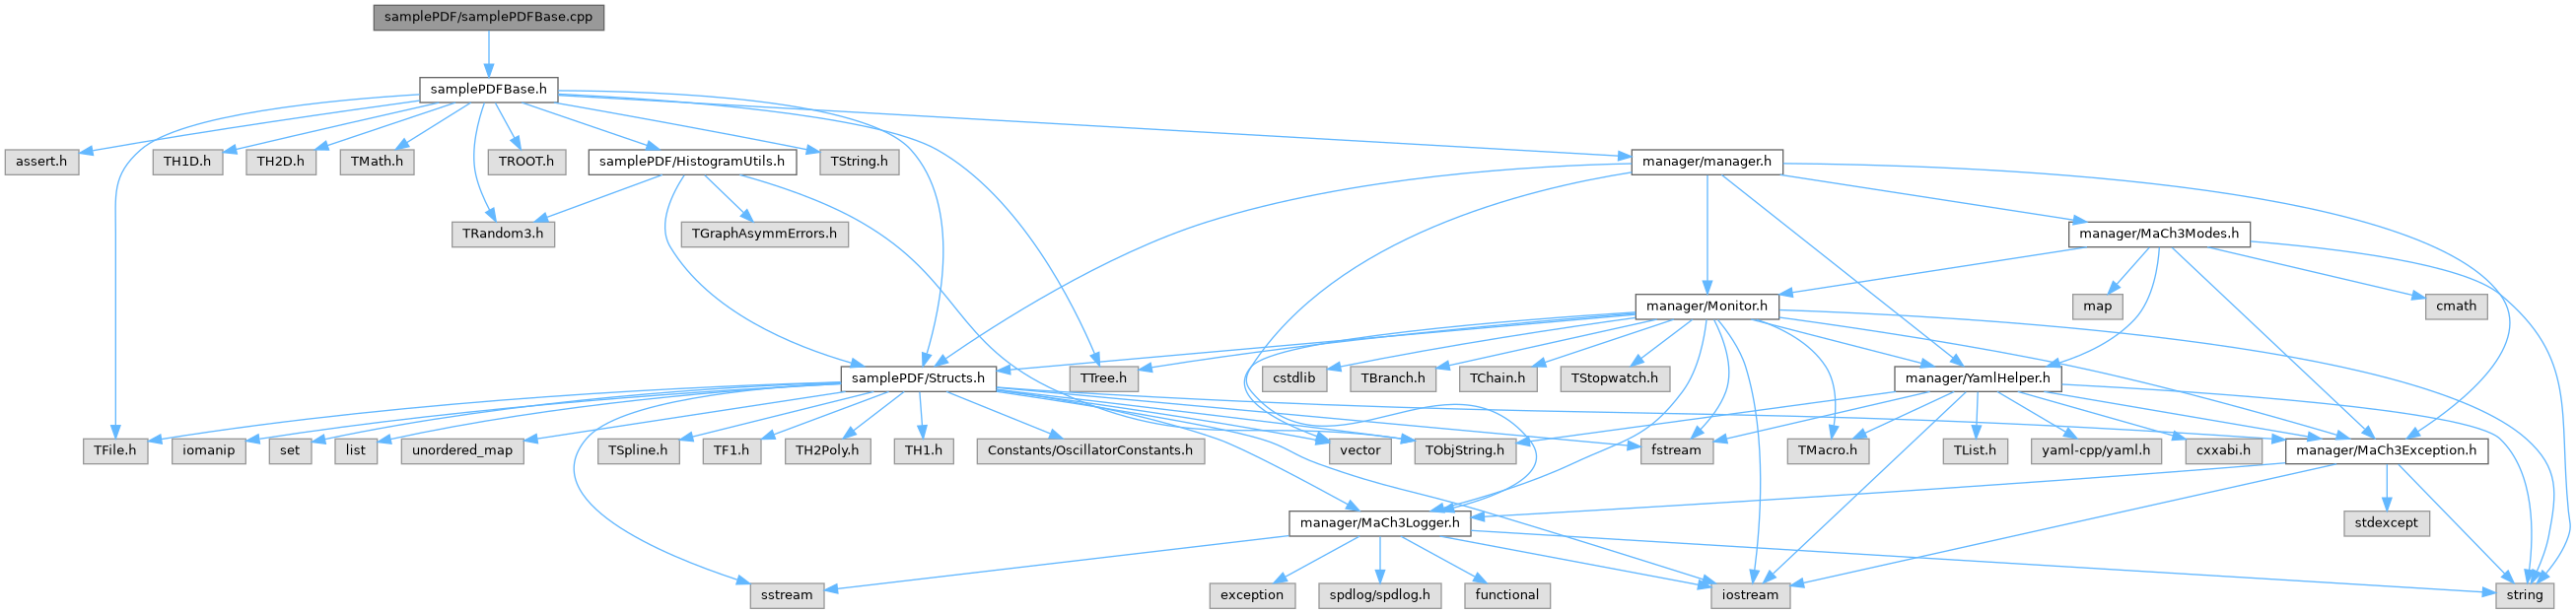 samplePDF/samplePDFBase.cpp
samplePDFBase.h
assert.h
TH1D.h
TH2D.h
TMath.h
TROOT.h
samplePDF/HistogramUtils.h
TString.h
manager/manager.h
TRandom3.h
TGraphAsymmErrors.h
manager/MaCh3Modes.h
manager/Monitor.h
map
cmath
samplePDF/Structs.h
TTree.h
cstdlib
TBranch.h
TChain.h
TStopwatch.h
manager/YamlHelper.h
TFile.h
iomanip
set
list
unordered_map
TSpline.h
TF1.h
TH2Poly.h
TH1.h
Constants/OscillatorConstants.h
vector
TObjString.h
fstream
TMacro.h
TList.h
yaml-cpp/yaml.h
cxxabi.h
manager/MaCh3Exception.h
manager/MaCh3Logger.h
stdexcept
sstream
exception
spdlog/spdlog.h
functional
iostream
string